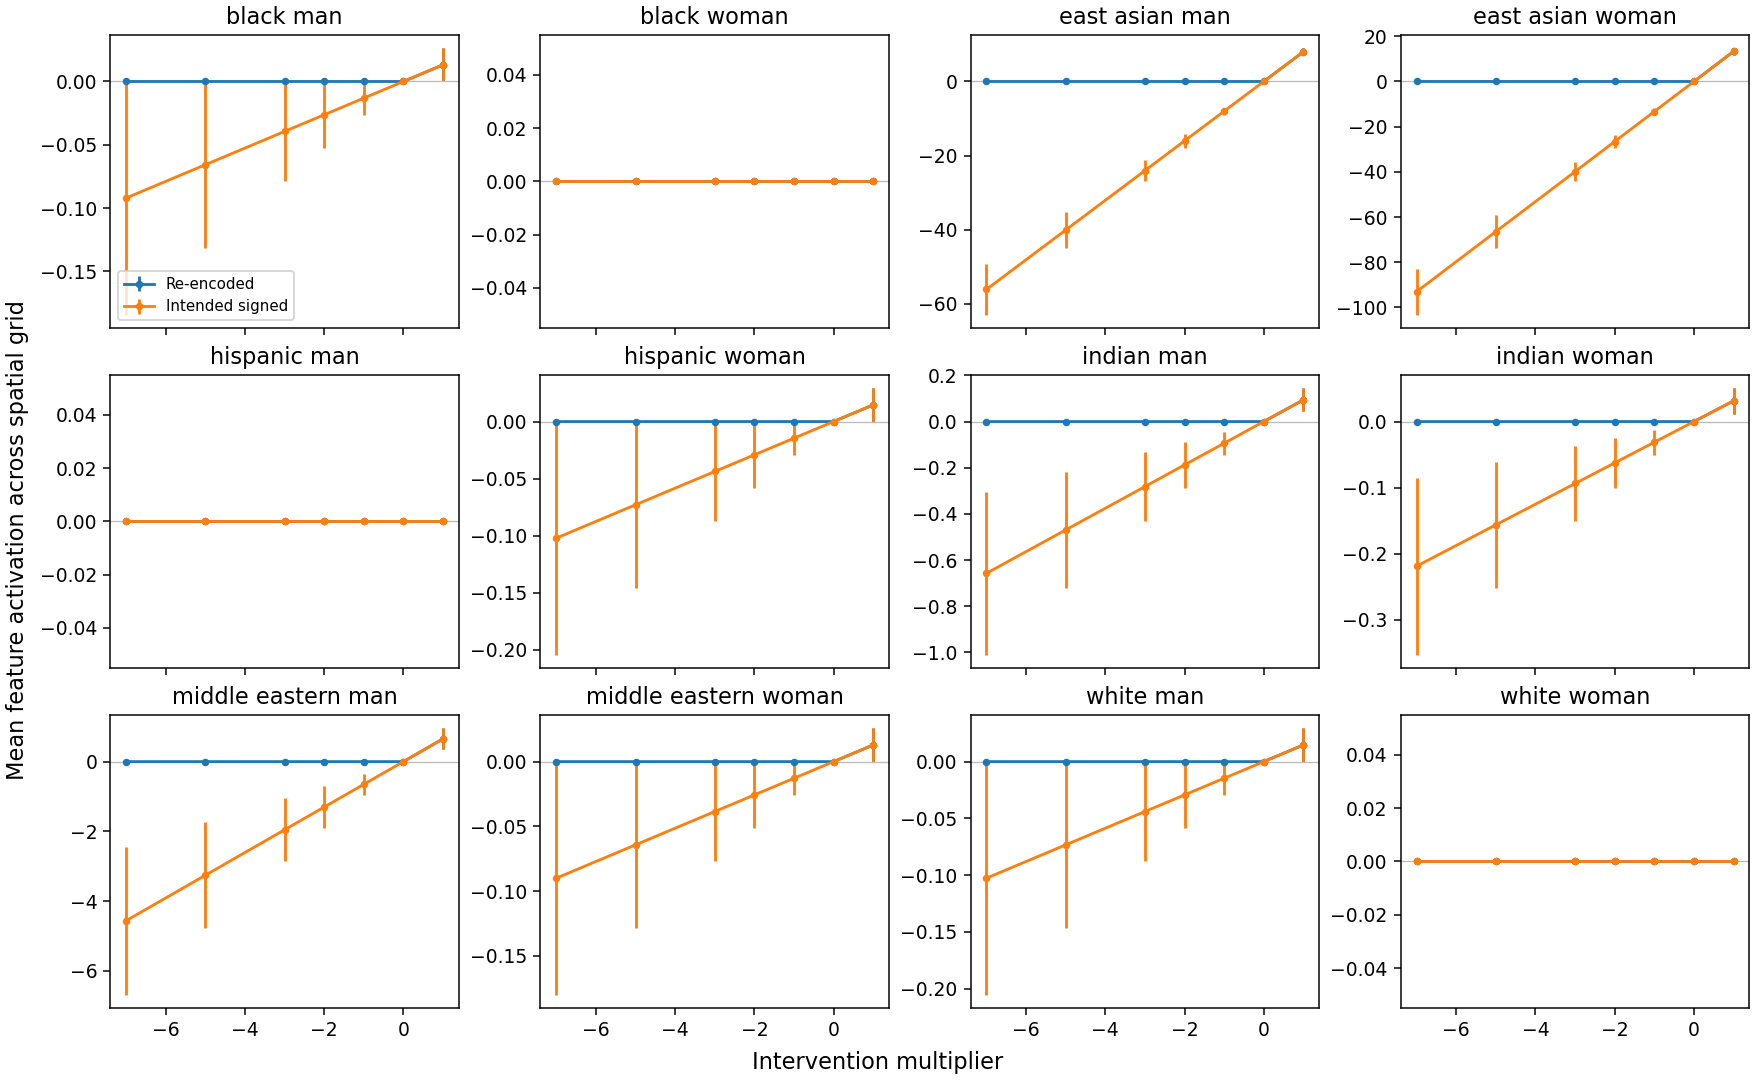 black man
black woman
east asian man
east asian woman
0.00
−0.05
−0.10
−0.15
Re-encoded
Intended signed
0.04
0.02
0.00
−0.02
−0.04
0
−20
−40
−60
20
0
−20
−40
−60
−80
−100
hispanic man
hispanic woman
indian man
indian woman
0.04
0.02
0.00
−0.02
−0.04
0.00
−0.05
−0.10
−0.15
−0.20
0.2
0.0
−0.2
−0.4
−0.6
−0.8
−1.0
0.0
−0.1
−0.2
−0.3
middle eastern man
middle eastern woman
white man
white woman
0
−2
−4
−6
0.00
−0.05
−0.10
−0.15
0.00
−0.05
−0.10
−0.15
−0.20
0.04
0.02
0.00
−0.02
−0.04
−6 −4 −2 0
−6 −4 −2 0
−6 −4 −2 0
−6 −4 −2 0
Mean feature activation across spatial grid
Intervention multiplier